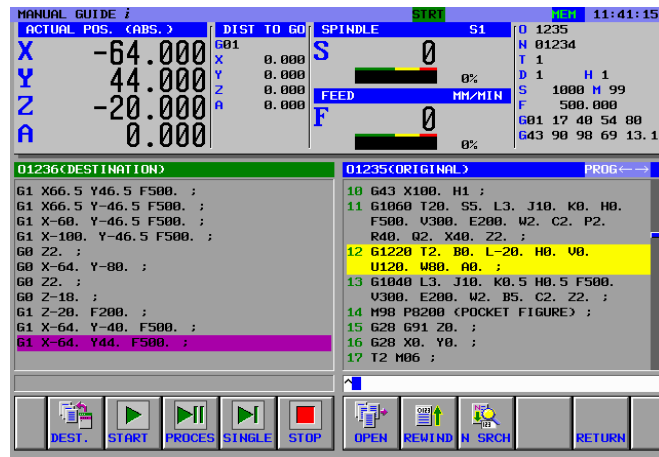 MANUAL GUIDE i STRT MEM 11:41:15
ACTUAL POS. (ABS.) DIST TO GO SPINDLE S1 O 1235
X -64.000 G01 S 0 N 01234
X 0.000 T 1
Y 44.000 Y 0.000 0% D 1 H 1
Z -20.000 Z 0.000 FEED MM/MIN S 1000 M 99
A 0.000 A 0.000 F 0 F 500.000
G01 17 40 54 80
0% G43 90 98 69 13.1
O1236(DESTINATION)
G1 X66.5 Y46.5 F500. ;
G1 X66.5 Y-46.5 F500. ;
G1 X-60. Y-46.5 F500. ;
G1 X-100. Y-46.5 F500. ;
G0 Z2. ;
G0 X-64. Y-80. ;
G0 Z2. ;
G0 Z-18. ;
G1 Z-20. F200. ;
G1 X-64. Y-40. F500. ;
G1 X-64. Y44. F500. ;
O1235(ORIGINAL) PROG←→
10 G43 X100. H1 ;
11 G1060 T20. S5. L3. J10. K0. H0.
F500. V300. E200. W2. C2. P2.
R40. Q2. X40. Z2. ;
12 G1220 T2. B0. L-20. H0. V0.
U120. W80. A0. ;
13 G1040 L3. J10. K0.5 H0.5 F500.
V300. E200. W2. B5. C2. Z2. ;
14 M98 P8200 (POCKET FIGURE) ;
15 G28 G91 Z0. ;
16 G28 X0. Y0. ;
17 T2 M06 ;
^
DEST. START PROCES SINGLE STOP OPEN REWIND N SRCH RETURN